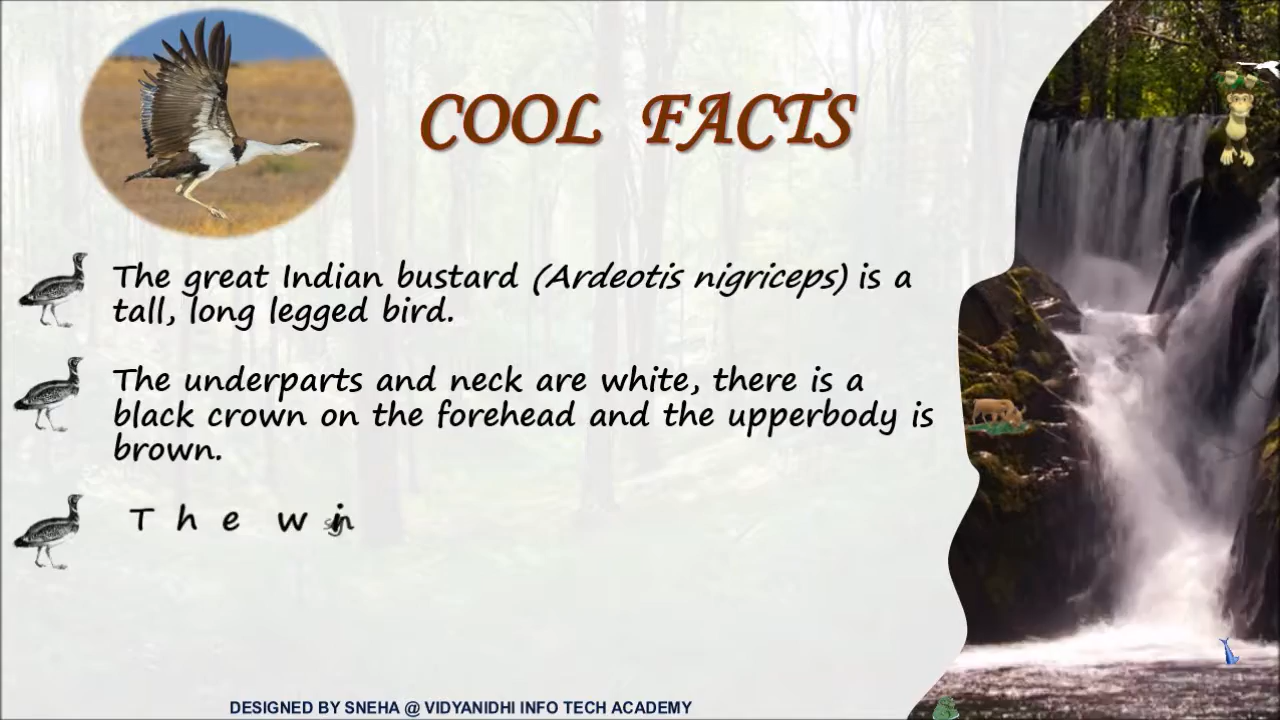 COOL FACTS
The great Indian bustard (Ardeotis nigriceps) is a
tall, long legged bird.
The underparts and neck are white, there is a
black crown on the forehead and the upperbody is
brown.
The
DESIGNED BY SNEHA @ VIDYANIDHI INFO TECH ACADEMY